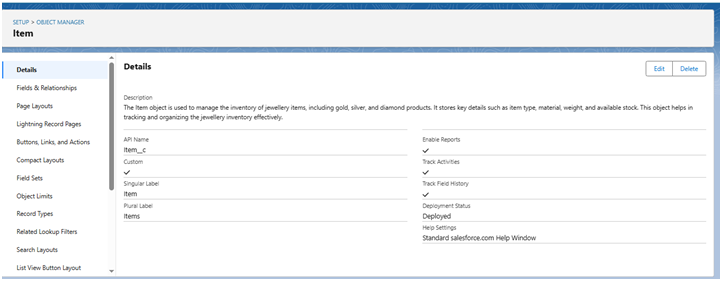 SETUP > OBJECT MANAGER
Item
Details
Fields & Relationships
Page Layouts
Lightning Record Pages
Buttons, Links, and Actions
Compact Layouts
Field Sets
Object Limits
Record Types
Related Lookup Filters
Search Layouts
List View Button Layout
Details
Edit
Delete
Description
The Item object is used to manage the inventory of jewellery items, including gold, silver, and diamond products. It stores key details such as item type, material, weight, and available stock. This object helps in
tracking and organizing the jewellery inventory effectively.
API Name
Item__c
Custom
✓
Singular Label
Item
Plural Label
Items
Enable Reports
✓
Track Activities
✓
Track Field History
✓
Deployment Status
Deployed
Help Settings
Standard salesforce.com Help Window